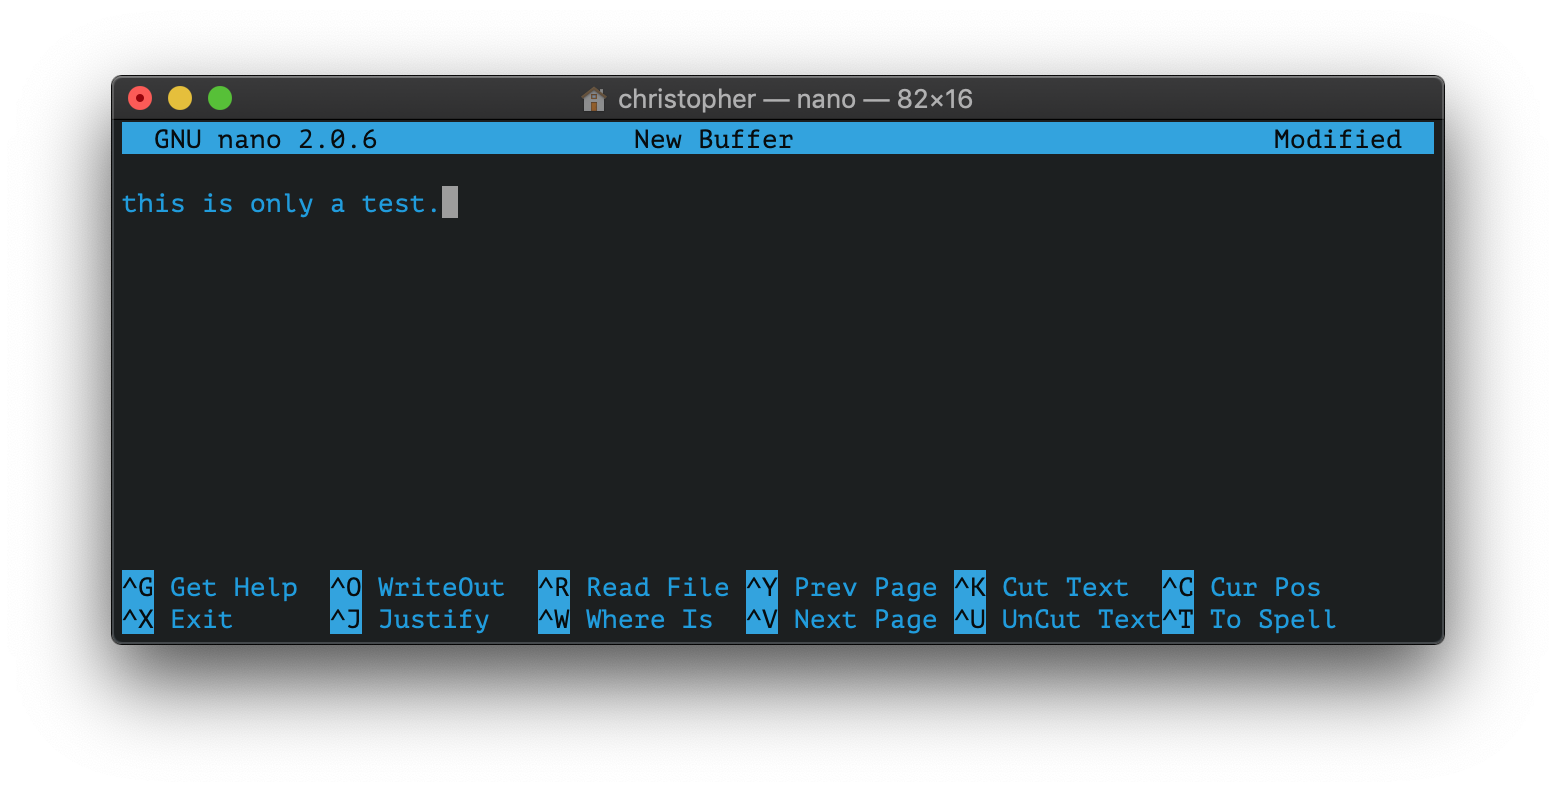 christopher — nano — 82×16
GNU nano 2.0.6 New Buffer Modified
this is only a test.
^G Get Help ^O WriteOut ^R Read File ^Y Prev Page ^K Cut Text ^C Cur Pos
^X Exit ^J Justify ^W Where Is ^V Next Page ^U UnCut Text ^T To Spell